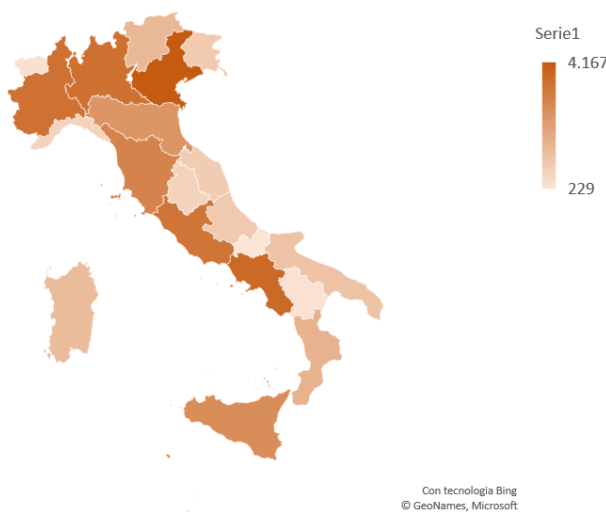 Serie1
4.167
229
Con tecnologia Bing
© GeoNames, Microsoft